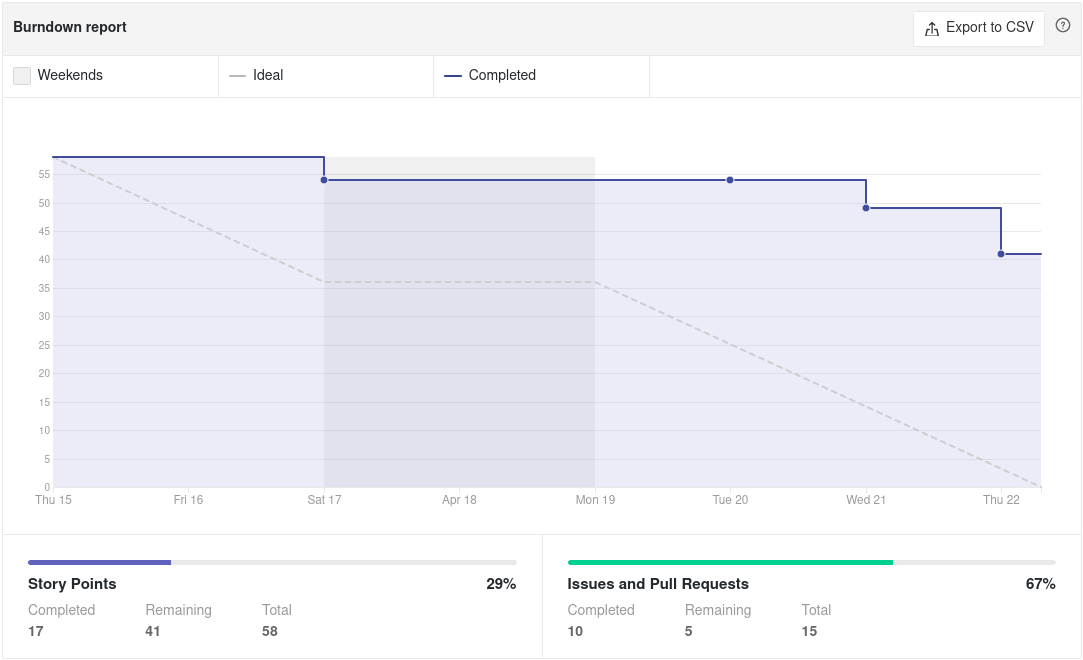 Burndown report
Export to CSV
?
Weekends
Ideal
Completed
55
50
45
40
35
30
25
20
15
10
5
0
Thu 15 Fri 16 Sat 17 Apr 18 Mon 19 Tue 20 Wed 21 Thu 22
Story Points 29%
Completed Remaining Total
17 41 58
Issues and Pull Requests 67%
Completed Remaining Total
10 5 15